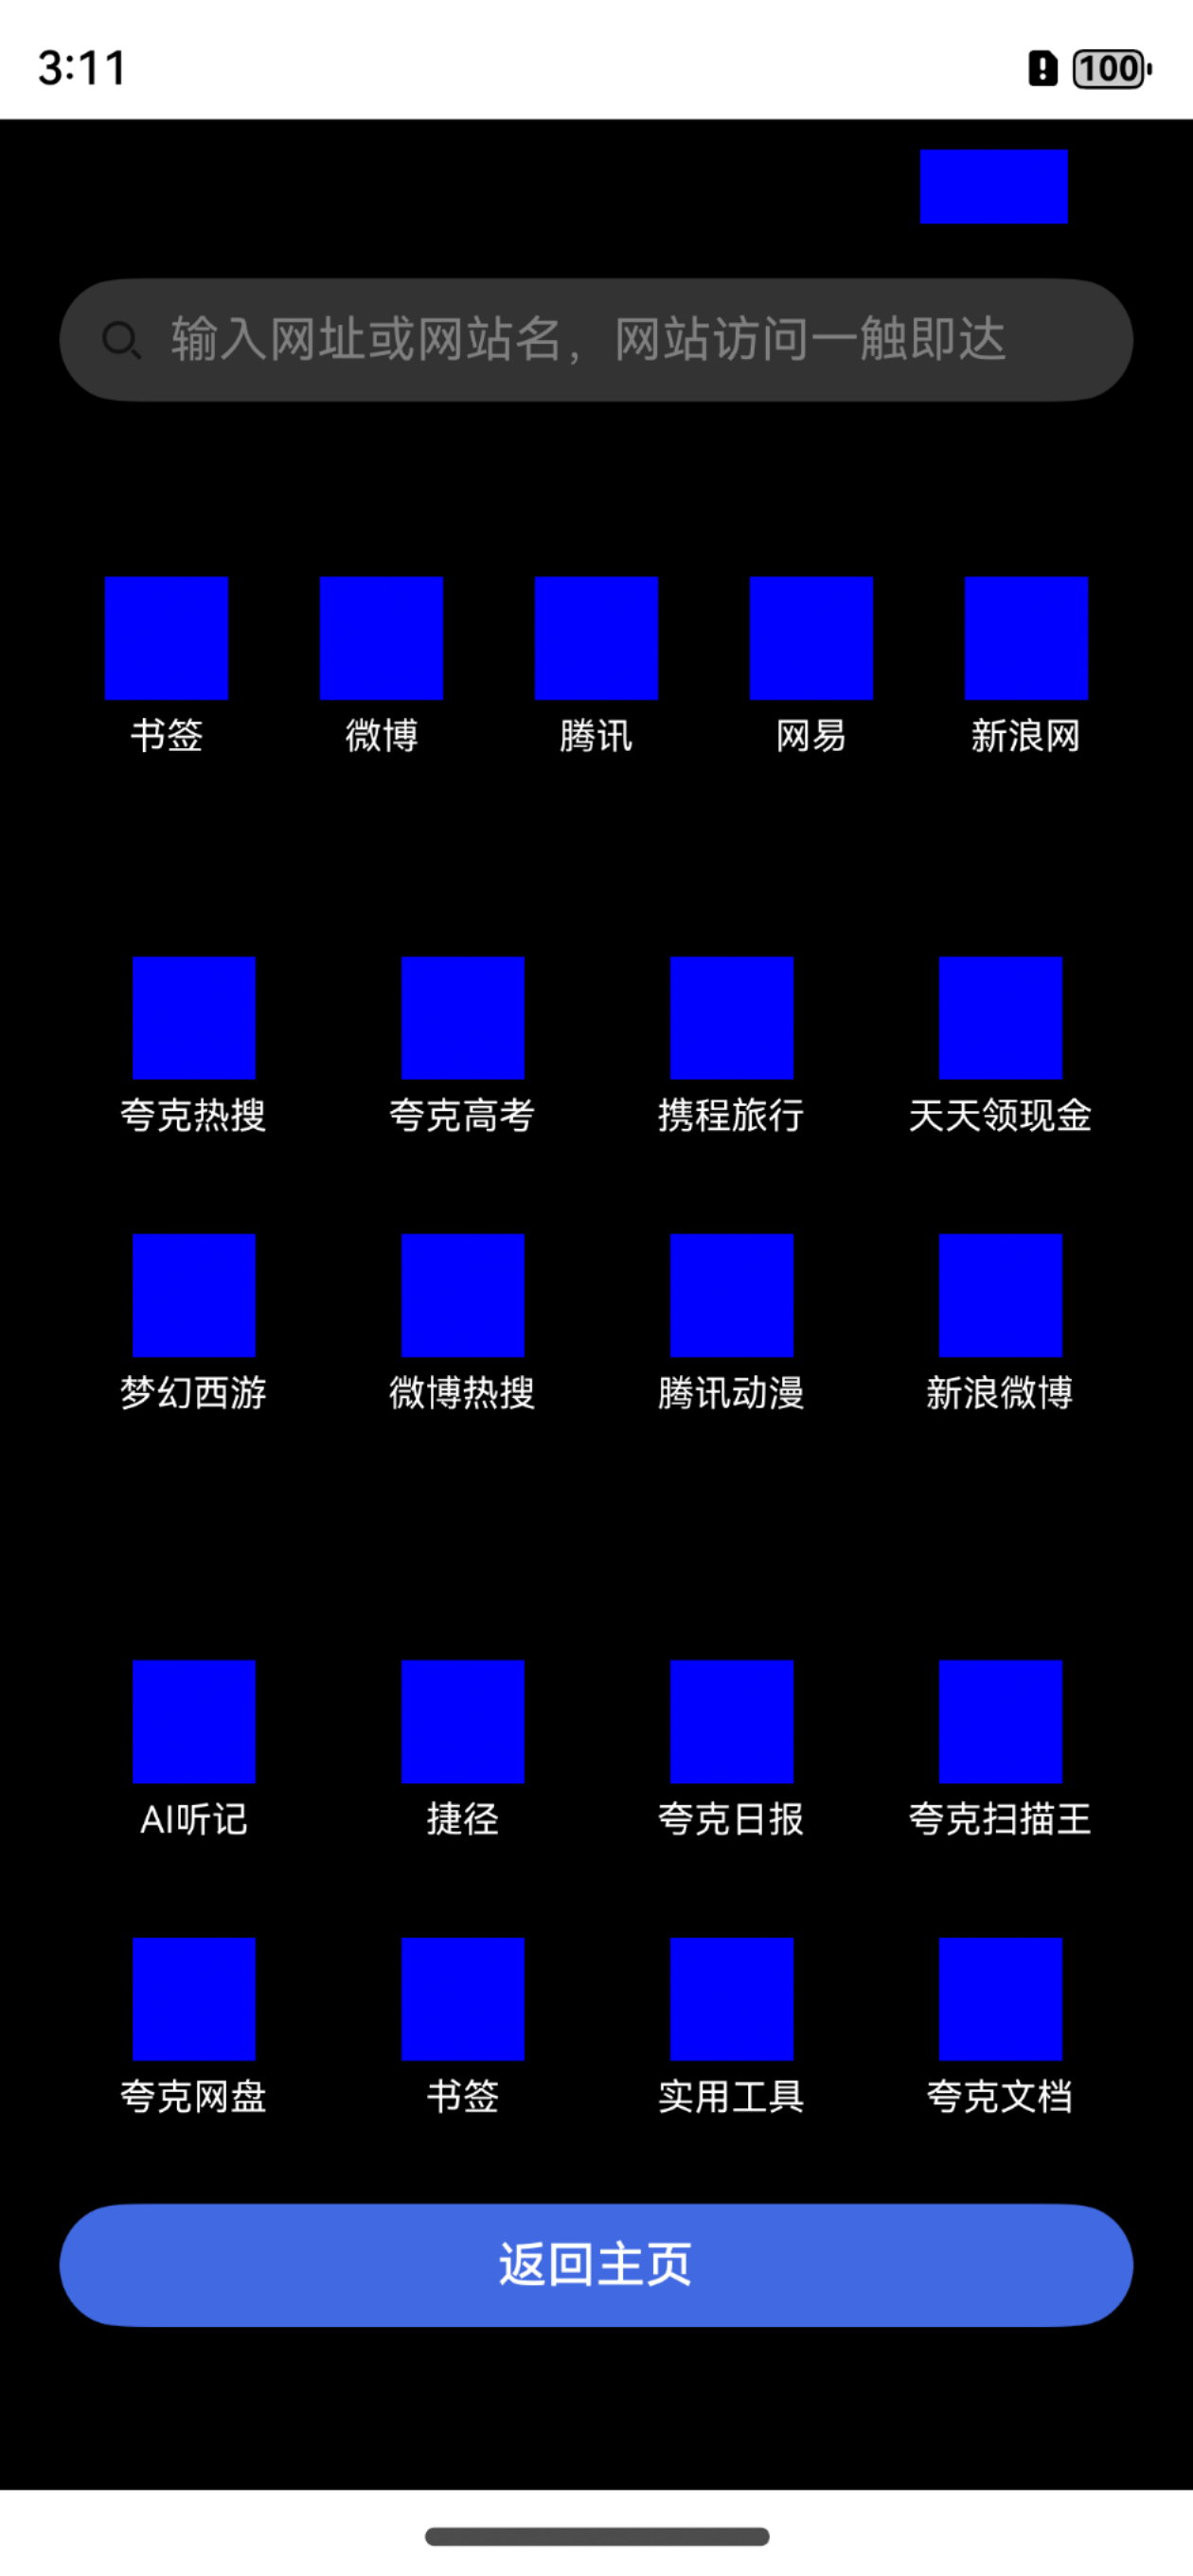 3:11
100
输入网址或网站名，网站访问一触即达
书签 微博 腾讯 网易 新浪网
夸克热搜 夸克高考 携程旅行 天天领现金
梦幻西游 微博热搜 腾讯动漫 新浪微博
AI听记 捷径 夸克日报 夸克扫描王
夸克网盘 书签 实用工具 夸克文档
返回主页